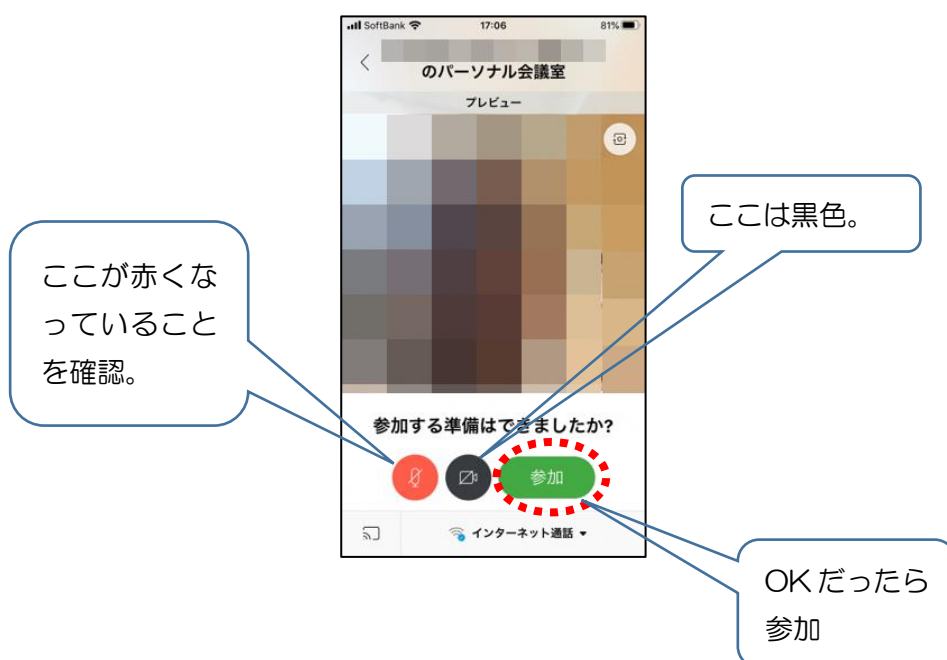 SoftBank 17:06 81%
のパーソナル会議室
プレビュー
ここは黒色。
ここが赤くな
っていること
を確認。
参加する準備はできましたか?
参加
インターネット通話
OKだったら
参加